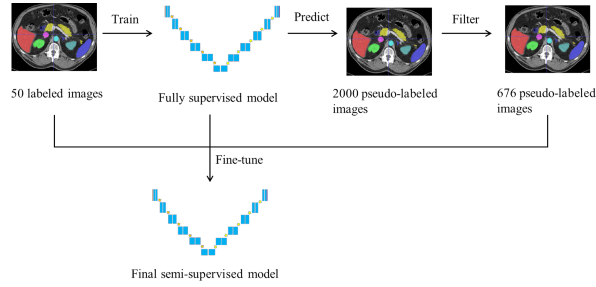 Train
Predict
Filter
50 labeled images
Fully supervised model
2000 pseudo-labeled
images
676 pseudo-labeled
images
Fine-tune
Final semi-supervised model